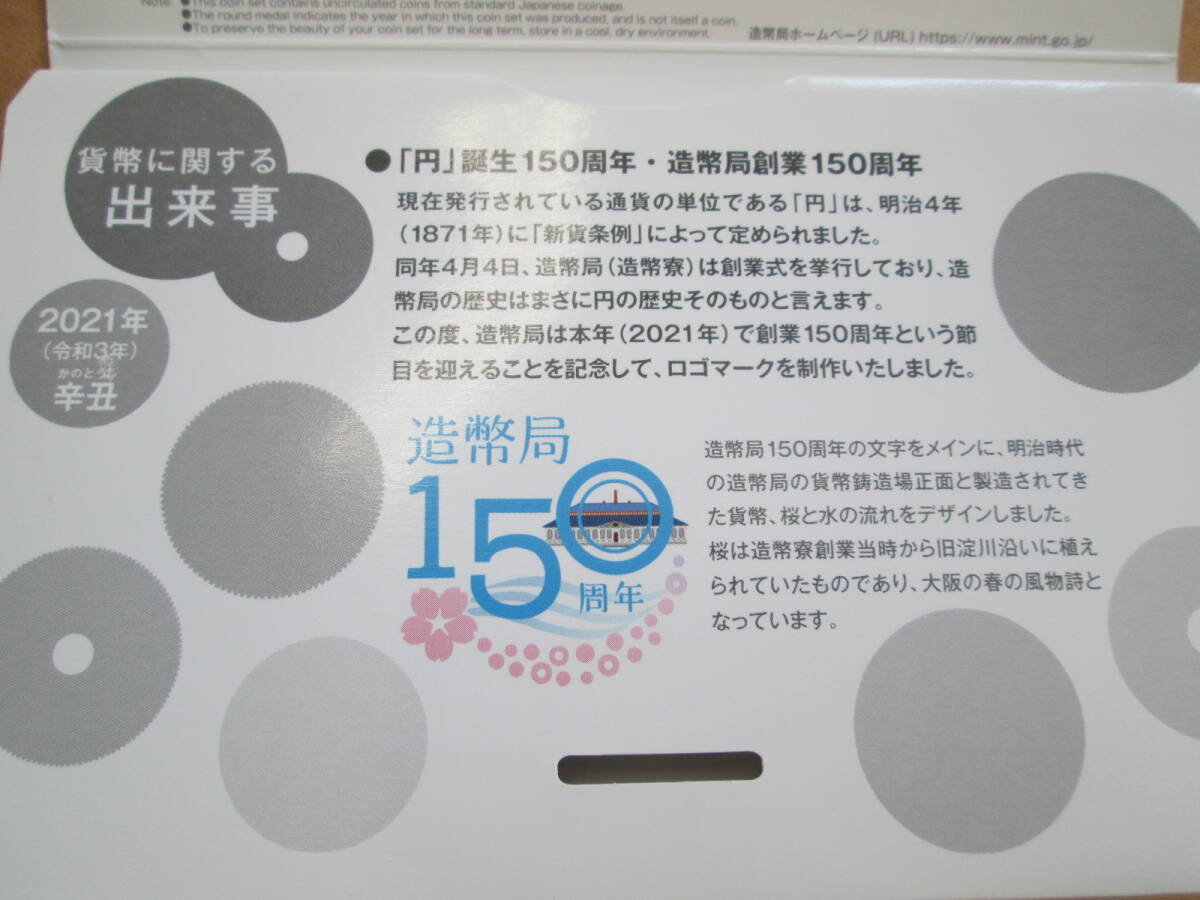 Note. ●This coin set contains uncirculated coins from standard Japanese coinage.
●The round medal indicates the year in which this coin set was produced, and is not itself a coin.
●To preserve the beauty of your coin set for the long term, store in a cool, dry environment.
造幣局ホームページ (URL) https://www.mint.go.jp/
貨幣に関する
出来事
2021年
(令和3年)
かのとうし
辛丑
●「円」誕生150周年・造幣局創業150周年
現在発行されている通貨の単位である「円」は、明治4年
(1871年)に「新貨条例」によって定められました。
同年4月4日、造幣局(造幣寮)は創業式を挙行しており、造
幣局の歴史はまさに円の歴史そのものと言えます。
この度、造幣局は本年(2021年)で創業150周年という節
目を迎えることを記念して、ロゴマークを制作いたしました。
造幣局
150
周年
造幣局150周年の文字をメインに、明治時代
の造幣局の貨幣鋳造場正面と製造されてき
た貨幣、桜と水の流れをデザインしました。
桜は造幣寮創業当時から旧淀川沿いに植え
られていたものであり、大阪の春の風物詩と
なっています。